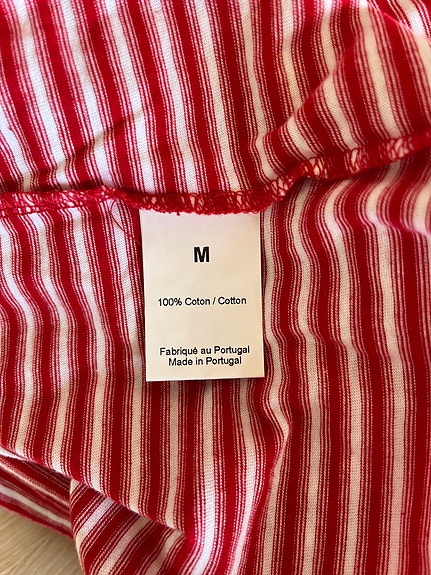 M
100% Coton / Cotton
Fabriqué au Portugal
Made in Portugal